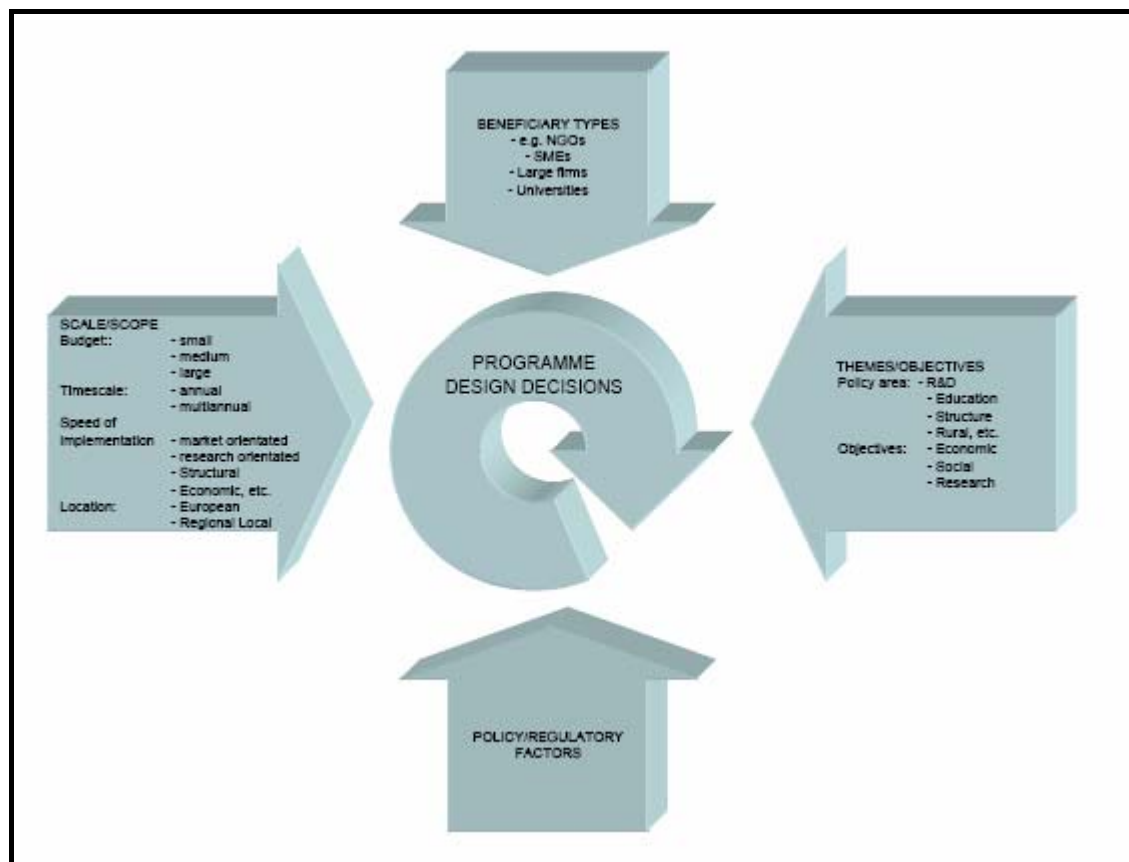 BENEFICIARY TYPES
- e.g. NGOs
- SMEs
- Large firms
- Universities
SCALE/SCOPE
Budget:: - small
- medium
- large
Timescale: - annual
- multiannual
Speed of
implementation - market orientated
- research orientated
- Structural
- Economic, etc.
Location: - European
- Regional Local
PROGRAMME
DESIGN DECISIONS
THEMES/OBJECTIVES
Policy area: - R&D
- Education
- Structure
- Rural, etc.
Objectives: - Economic
- Social
- Research
POLICY/REGULATORY
FACTORS